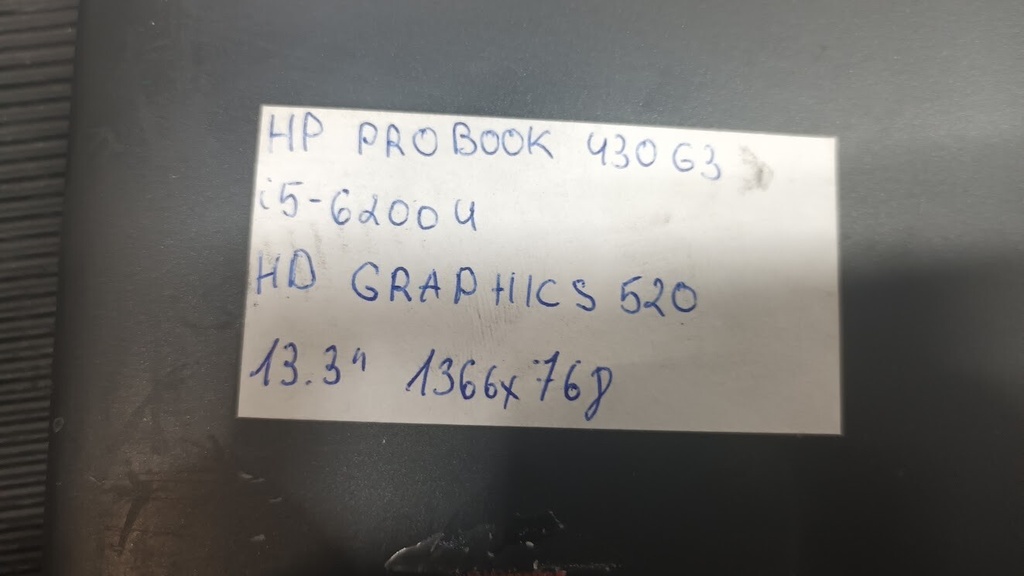 HP PROBOOK 430 G3
i5-6200U
HD GRAPHICS 520
13.3" 1366x768